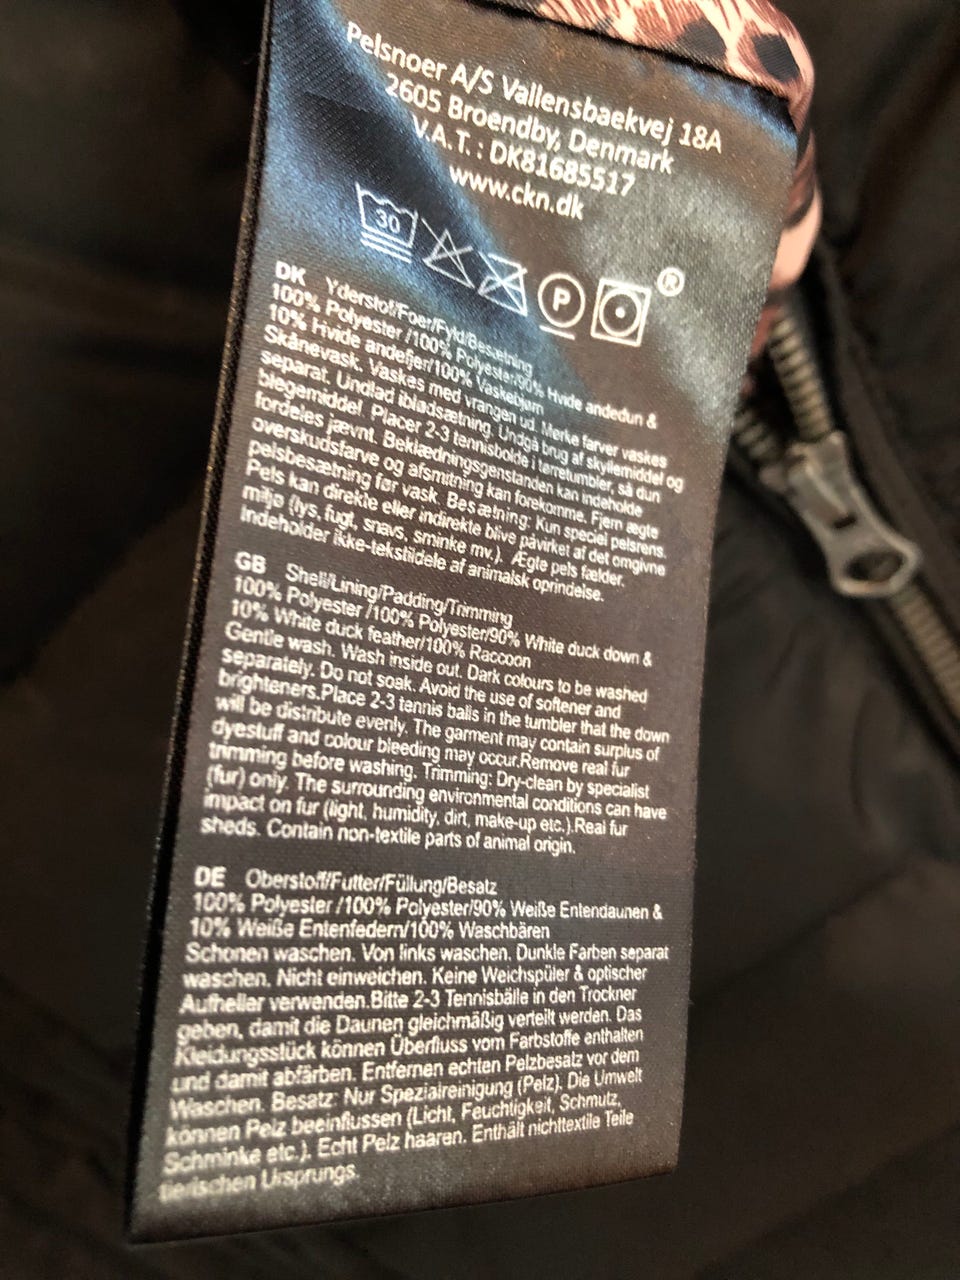 Pelsnoer A/S Vallensbaekvej 18A
2605 Broendby, Denmark
V.A.T.: DK81685517
www.ckn.dk
30
P
®
DK Yderstof/Foer/Fyld/Besætning
100% Polyester /100% Polyester/90% Hvide andedun &
10% Hvide andefjer/100% Vaskebjørn
Skånevask. Vaskes med vrangen ud. Mørke farver vaskes
separat. Undlad iblødsætning. Undgå brug af skyllemiddel og
blegemiddel. Placer 2-3 tennisbolde i tørretumbler, så dun
fordeles jævnt. Beklædningsgenstanden kan indeholde
overskudsfarve og afsmitning kan forekomme. Fjern ægte
pelsbesætning før vask. Besætning: Kun speciel pelsrens.
Pels kan direkte eller indirekte blive påvirket af det omgivne
miljø (lys, fugt, snavs, sminke mv.). Ægte pels fælder.
Indeholder ikke-tekstildele af animalsk oprindelse.
GB Shell/Lining/Padding/Trimming
100% Polyester /100% Polyester/90% White duck down &
10% White duck feather/100% Raccoon
Gentle wash. Wash inside out. Dark colours to be washed
separately. Do not soak. Avoid the use of softener and
brighteners.Place 2-3 tennis balls in the tumbler that the down
will be distribute evenly. The garment may contain surplus of
dyestuff and colour bleeding may occur.Remove real fur
trimming before washing. Trimming: Dry-clean by specialist
(fur) only. The surrounding environmental conditions can have
impact on fur (light, humidity, dirt, make-up etc.).Real fur
sheds. Contain non-textile parts of animal origin.
DE Oberstoff/Futter/Füllung/Besatz
100% Polyester /100% Polyester/90% Weiße Entendaunen &
10% Weiße Entenfedern/100% Waschbären
Schonen waschen. Von links waschen. Dunkle Farben separat
waschen. Nicht einweichen. Keine Weichspüler & optischer
Aufheller verwenden.Bitte 2-3 Tennisbälle in den Trockner
geben, damit die Daunen gleichmäßig verteilt werden. Das
Kleidungsstück können Überfluss vom Farbstoffe enthalten
und damit abfärben. Entfernen echten Pelzbesatz vor dem
Waschen. Besatz: Nur Spezialreinigung (Pelz). Die Umwelt
können Pelz beeinflussen (Licht, Feuchtigkeit, Schmutz,
Schminke etc.). Echt Pelz haaren. Enthält nichttextile Teile
tierischen Ursprungs.